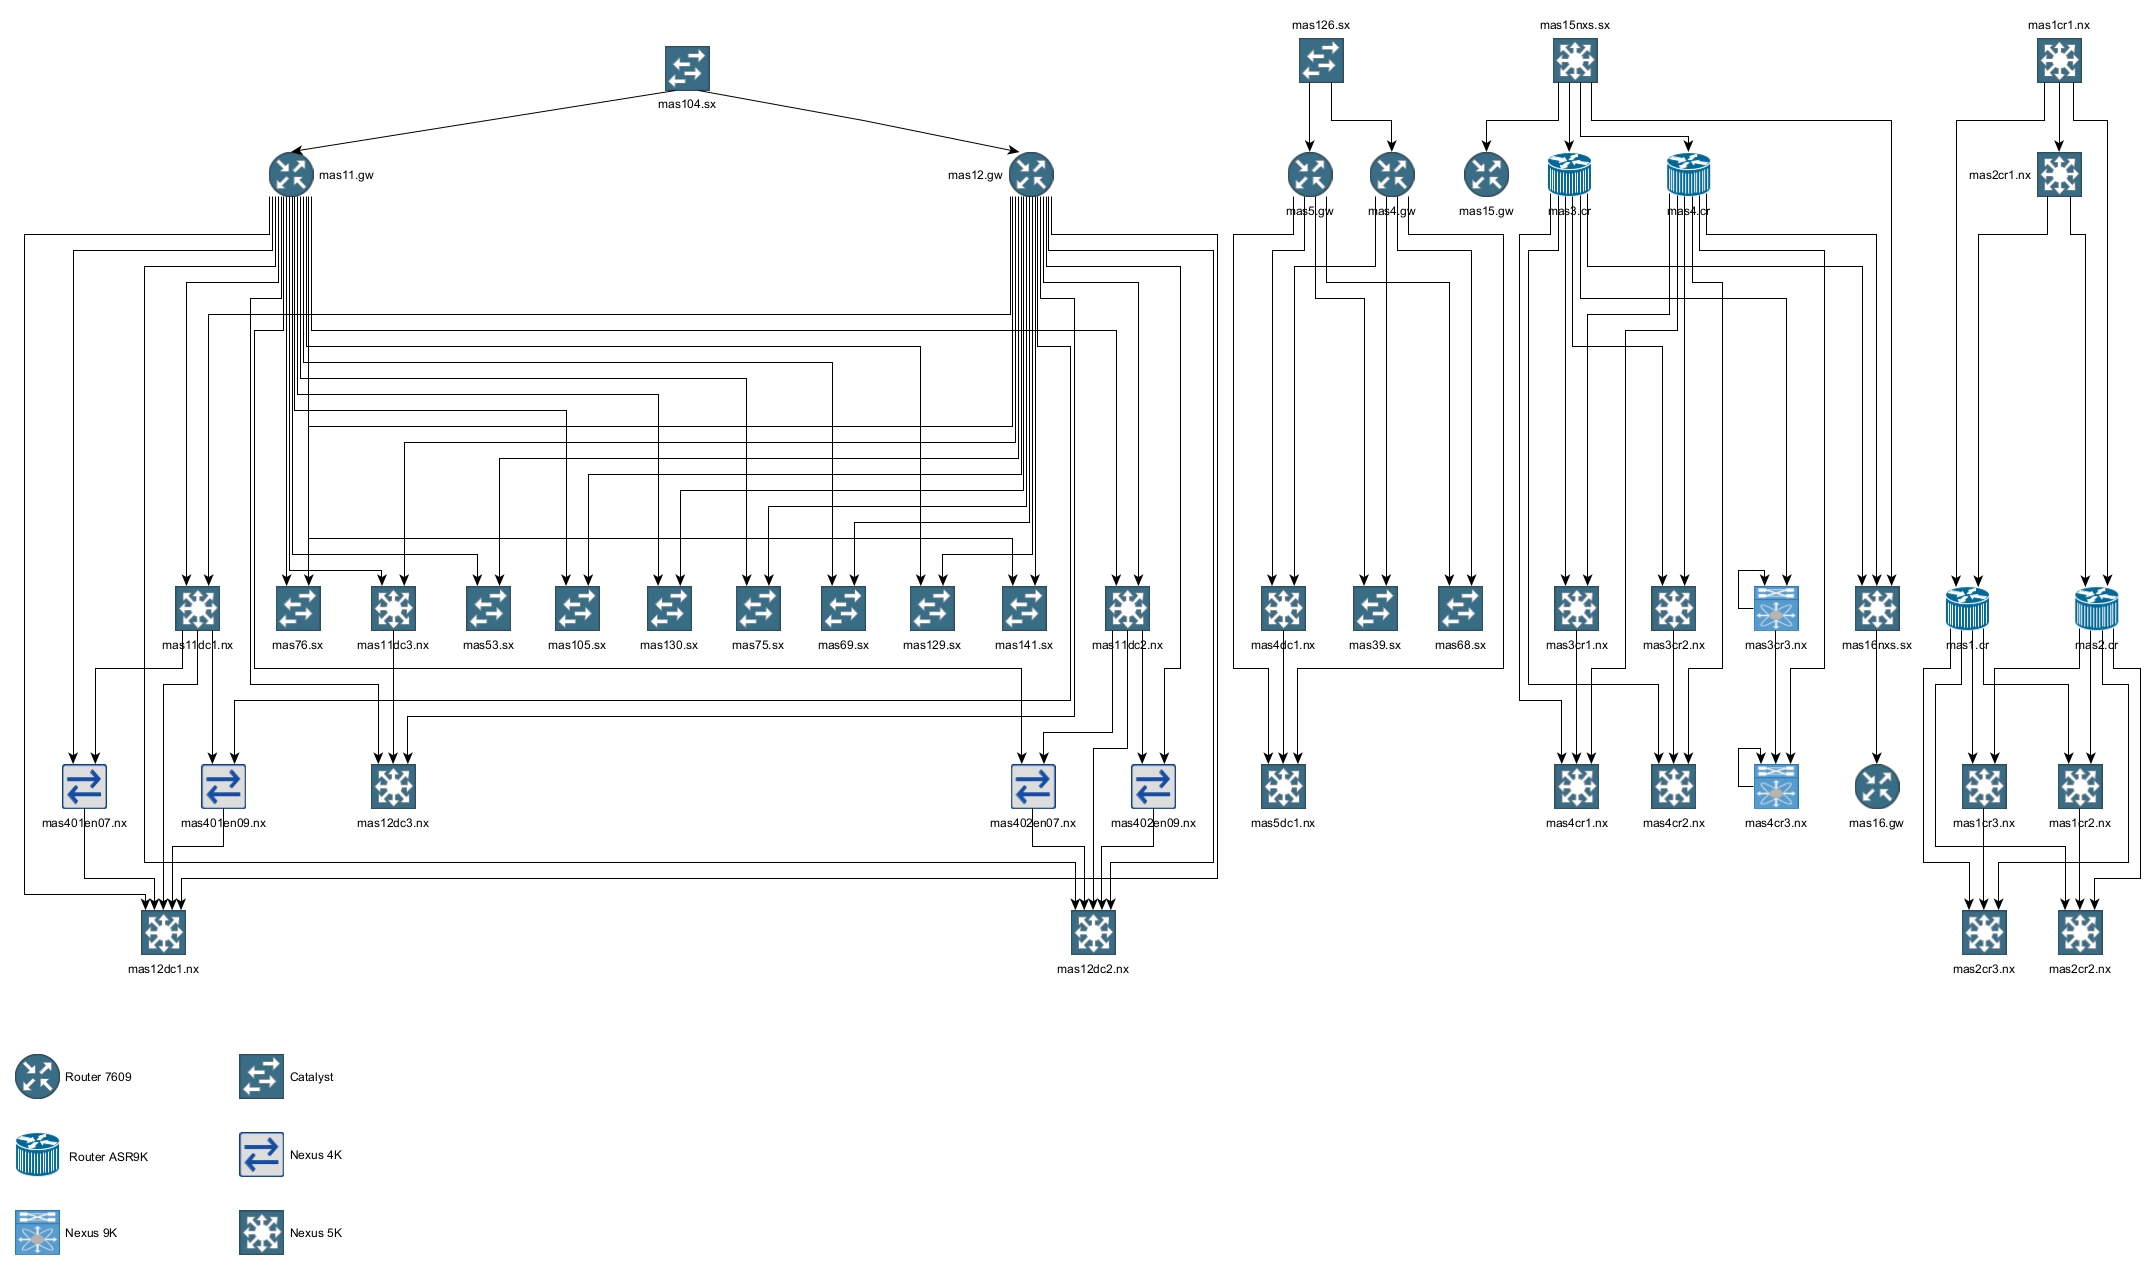 mas126.sx
mas15nxs.sx
mas1cr1.nx
mas104.sx
mas11.gw
mas12.gw
mas2cr1.nx
mas5.gw
mas4.gw
mas15.gw
mas3.cr
mas4.cr
mas11dc1.nx
mas76.sx
mas11dc3.nx
mas53.sx
mas105.sx
mas130.sx
mas75.sx
mas69.sx
mas129.sx
mas141.sx
mas11dc2.nx
mas4dc1.nx
mas39.sx
mas68.sx
mas3cr1.nx
mas3cr2.nx
mas3cr3.nx
mas16nxs.sx
mas1.cr
mas2.cr
mas401en07.nx
mas401en09.nx
mas12dc3.nx
mas402en07.nx
mas402en09.nx
mas5dc1.nx
mas4cr1.nx
mas4cr2.nx
mas4cr3.nx
mas16.gw
mas1cr3.nx
mas1cr2.nx
mas12dc1.nx
mas12dc2.nx
mas2cr3.nx
mas2cr2.nx
Router 7609
Catalyst
Router ASR9K
Nexus 4K
Nexus 9K
Nexus 5K